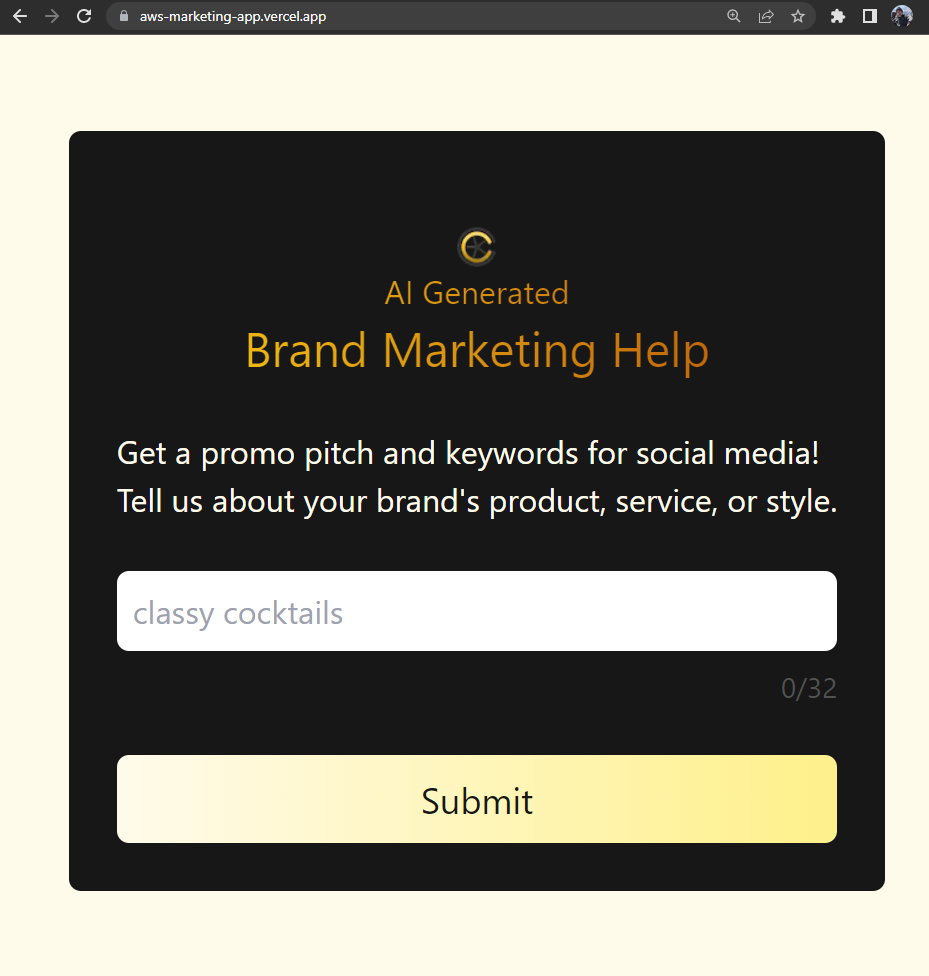 aws-marketing-app.vercel.app
AI Generated
Brand Marketing Help
Get a promo pitch and keywords for social media!
Tell us about your brand's product, service, or style.
classy cocktails
0/32
Submit